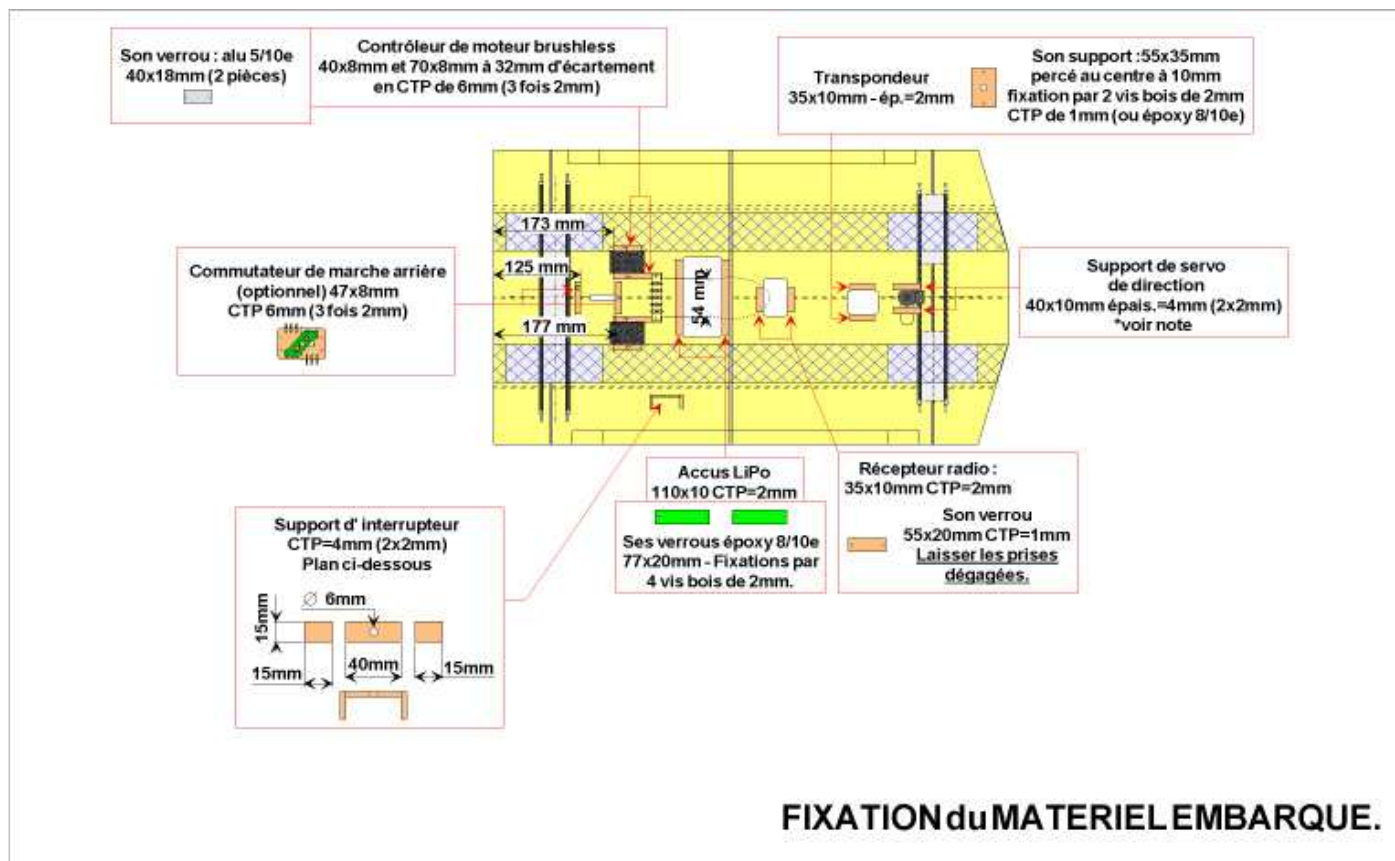 Son verrou : alu 5/10e
40x18mm (2 pièces)
Contrôleur de moteur brushless
40x8mm et 70x8mm à 32mm d'écartement
en CTP de 6mm (3 fois 2mm)
Transpondeur
35x10mm - ép.=2mm
Son support :55x35mm
percé au centre à 10mm
fixation par 2 vis bois de 2mm
CTP de 1mm (ou époxy 8/10e)
173 mm
125 mm
177 mm
54 mm
Commutateur de marche arrière
(optionnel) 47x8mm
CTP 6mm (3 fois 2mm)
Support de servo
de direction
40x10mm épais.=4mm (2x2mm)
*voir note
Accus LiPo
110x10 CTP=2mm
Ses verrous époxy 8/10e
77x20mm - Fixations par
4 vis bois de 2mm.
Récepteur radio :
35x10mm CTP=2mm
Son verrou
55x20mm CTP=1mm
Laisser les prises
dégagées.
Support d' interrupteur
CTP=4mm (2x2mm)
Plan ci-dessous
∅ 6mm
15mm
15mm
40mm
15mm
FIXATION du MATERIEL EMBARQUE.